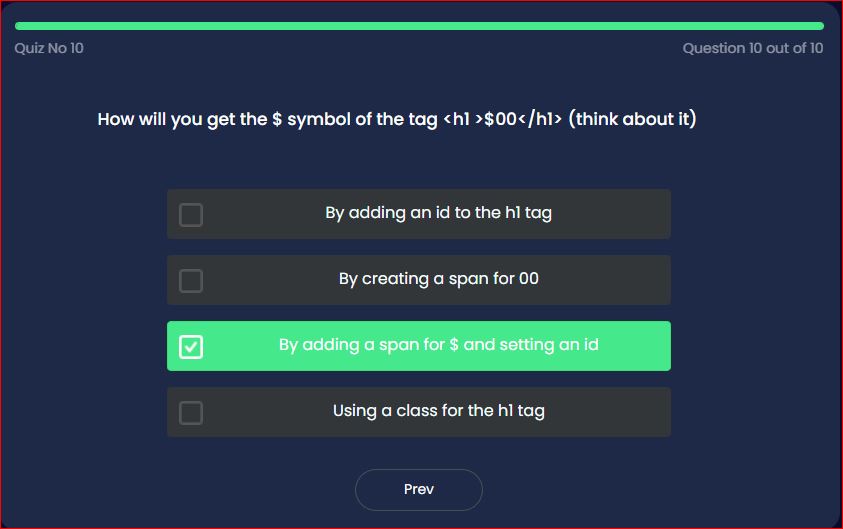 Quiz No 10
Question 10 out of 10
How will you get the $ symbol of the tag <h1 >$00</h1> (think about it)
By adding an id to the h1 tag
By creating a span for 00
By adding a span for $ and setting an id
Using a class for the h1 tag
Prev